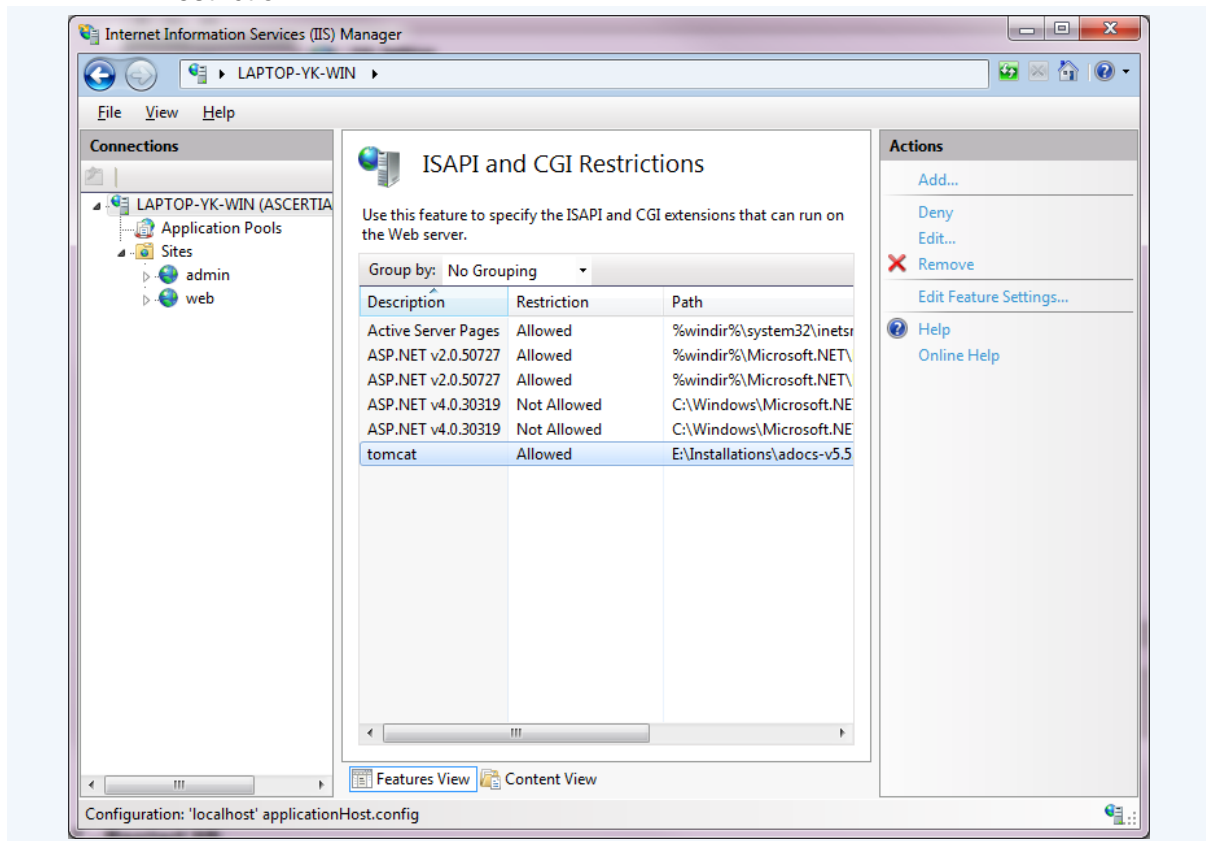 Internet Information Services (IIS) Manager
LAPTOP-YK-WIN
File View Help
Connections
LAPTOP-YK-WIN (ASCERTIA
Application Pools
Sites
admin
web
ISAPI and CGI Restrictions
Use this feature to specify the ISAPI and CGI extensions that can run on
the Web server.
Group by: No Grouping
Description Restriction Path
Active Server Pages Allowed %windir%\system32\inetsr
ASP.NET v2.0.50727 Allowed %windir%\Microsoft.NET\
ASP.NET v2.0.50727 Allowed %windir%\Microsoft.NET\
ASP.NET v4.0.30319 Not Allowed C:\Windows\Microsoft.NE
ASP.NET v4.0.30319 Not Allowed C:\Windows\Microsoft.NE
tomcat Allowed E:\Installations\adocs-v5.5
Features View Content View
Actions
Add...
Deny
Edit...
Remove
Edit Feature Settings...
Help
Online Help
Configuration: 'localhost' applicationHost.config